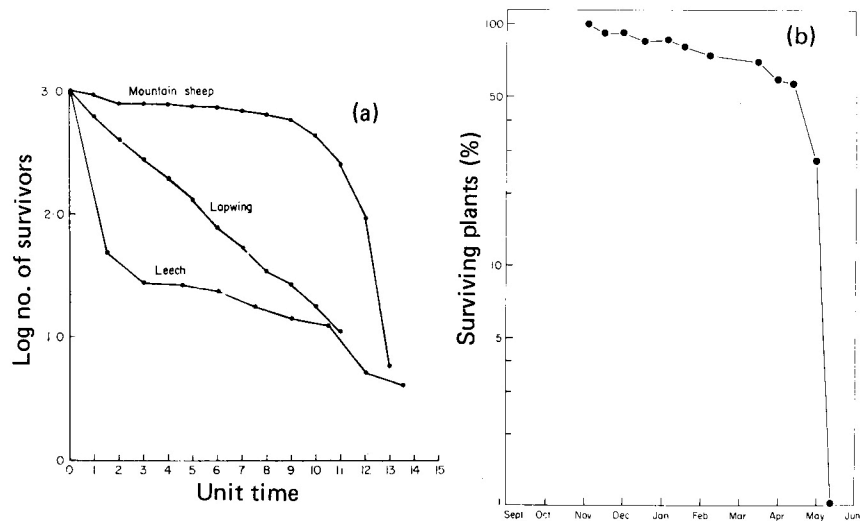 (a)
3 0
2 0
1 0
0
Log no. of survivors
Mountain sheep
Lapwing
Leech
0 1 2 3 4 5 6 7 8 9 10 11 12 13 14 15
Unit time
(b)
100
50
10
5
1
Surviving plants (%)
Sept Oct Nov Dec Jan Feb Mar Apr May Jun